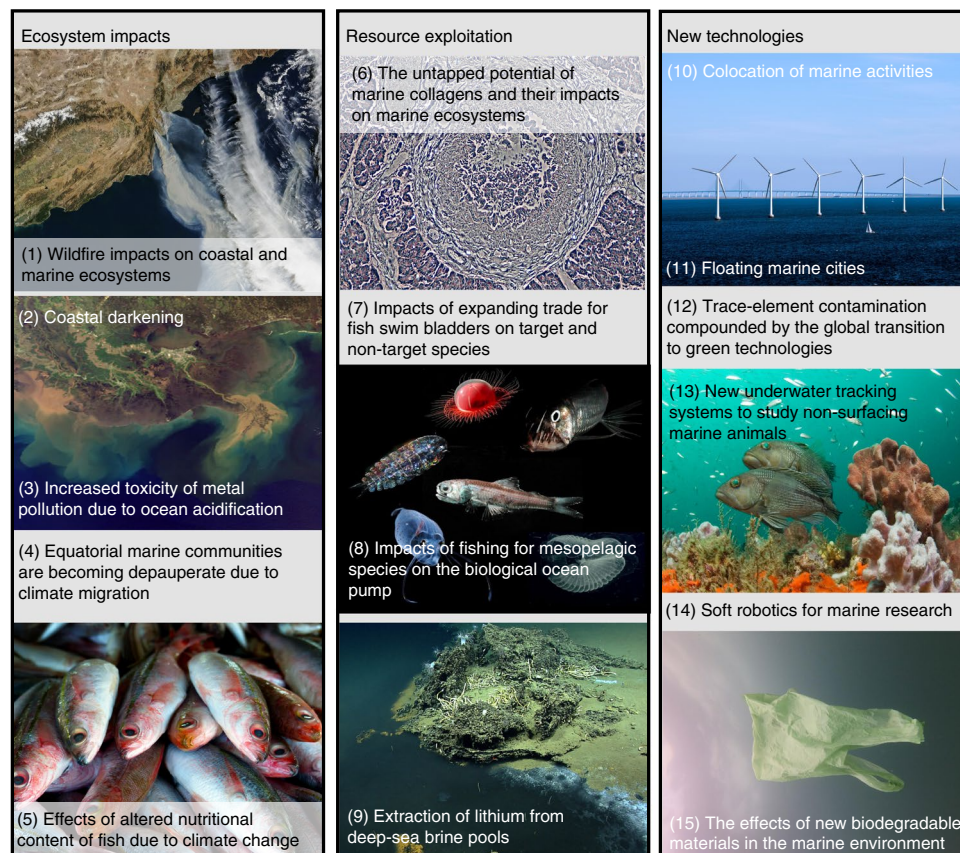 Ecosystem impacts
(1) Wildfire impacts on coastal and
marine ecosystems
(2) Coastal darkening
(3) Increased toxicity of metal
pollution due to ocean acidification
(4) Equatorial marine communities
are becoming depauperate due to
climate migration
(5) Effects of altered nutritional
content of fish due to climate change
Resource exploitation
(6) The untapped potential of
marine collagens and their impacts
on marine ecosystems
(7) Impacts of expanding trade for
fish swim bladders on target and
non-target species
(8) Impacts of fishing for mesopelagic
species on the biological ocean
pump
(9) Extraction of lithium from
deep-sea brine pools
New technologies
(10) Colocation of marine activities
(11) Floating marine cities
(12) Trace-element contamination
compounded by the global transition
to green technologies
(13) New underwater tracking
systems to study non-surfacing
marine animals
(14) Soft robotics for marine research
(15) The effects of new biodegradable
materials in the marine environment